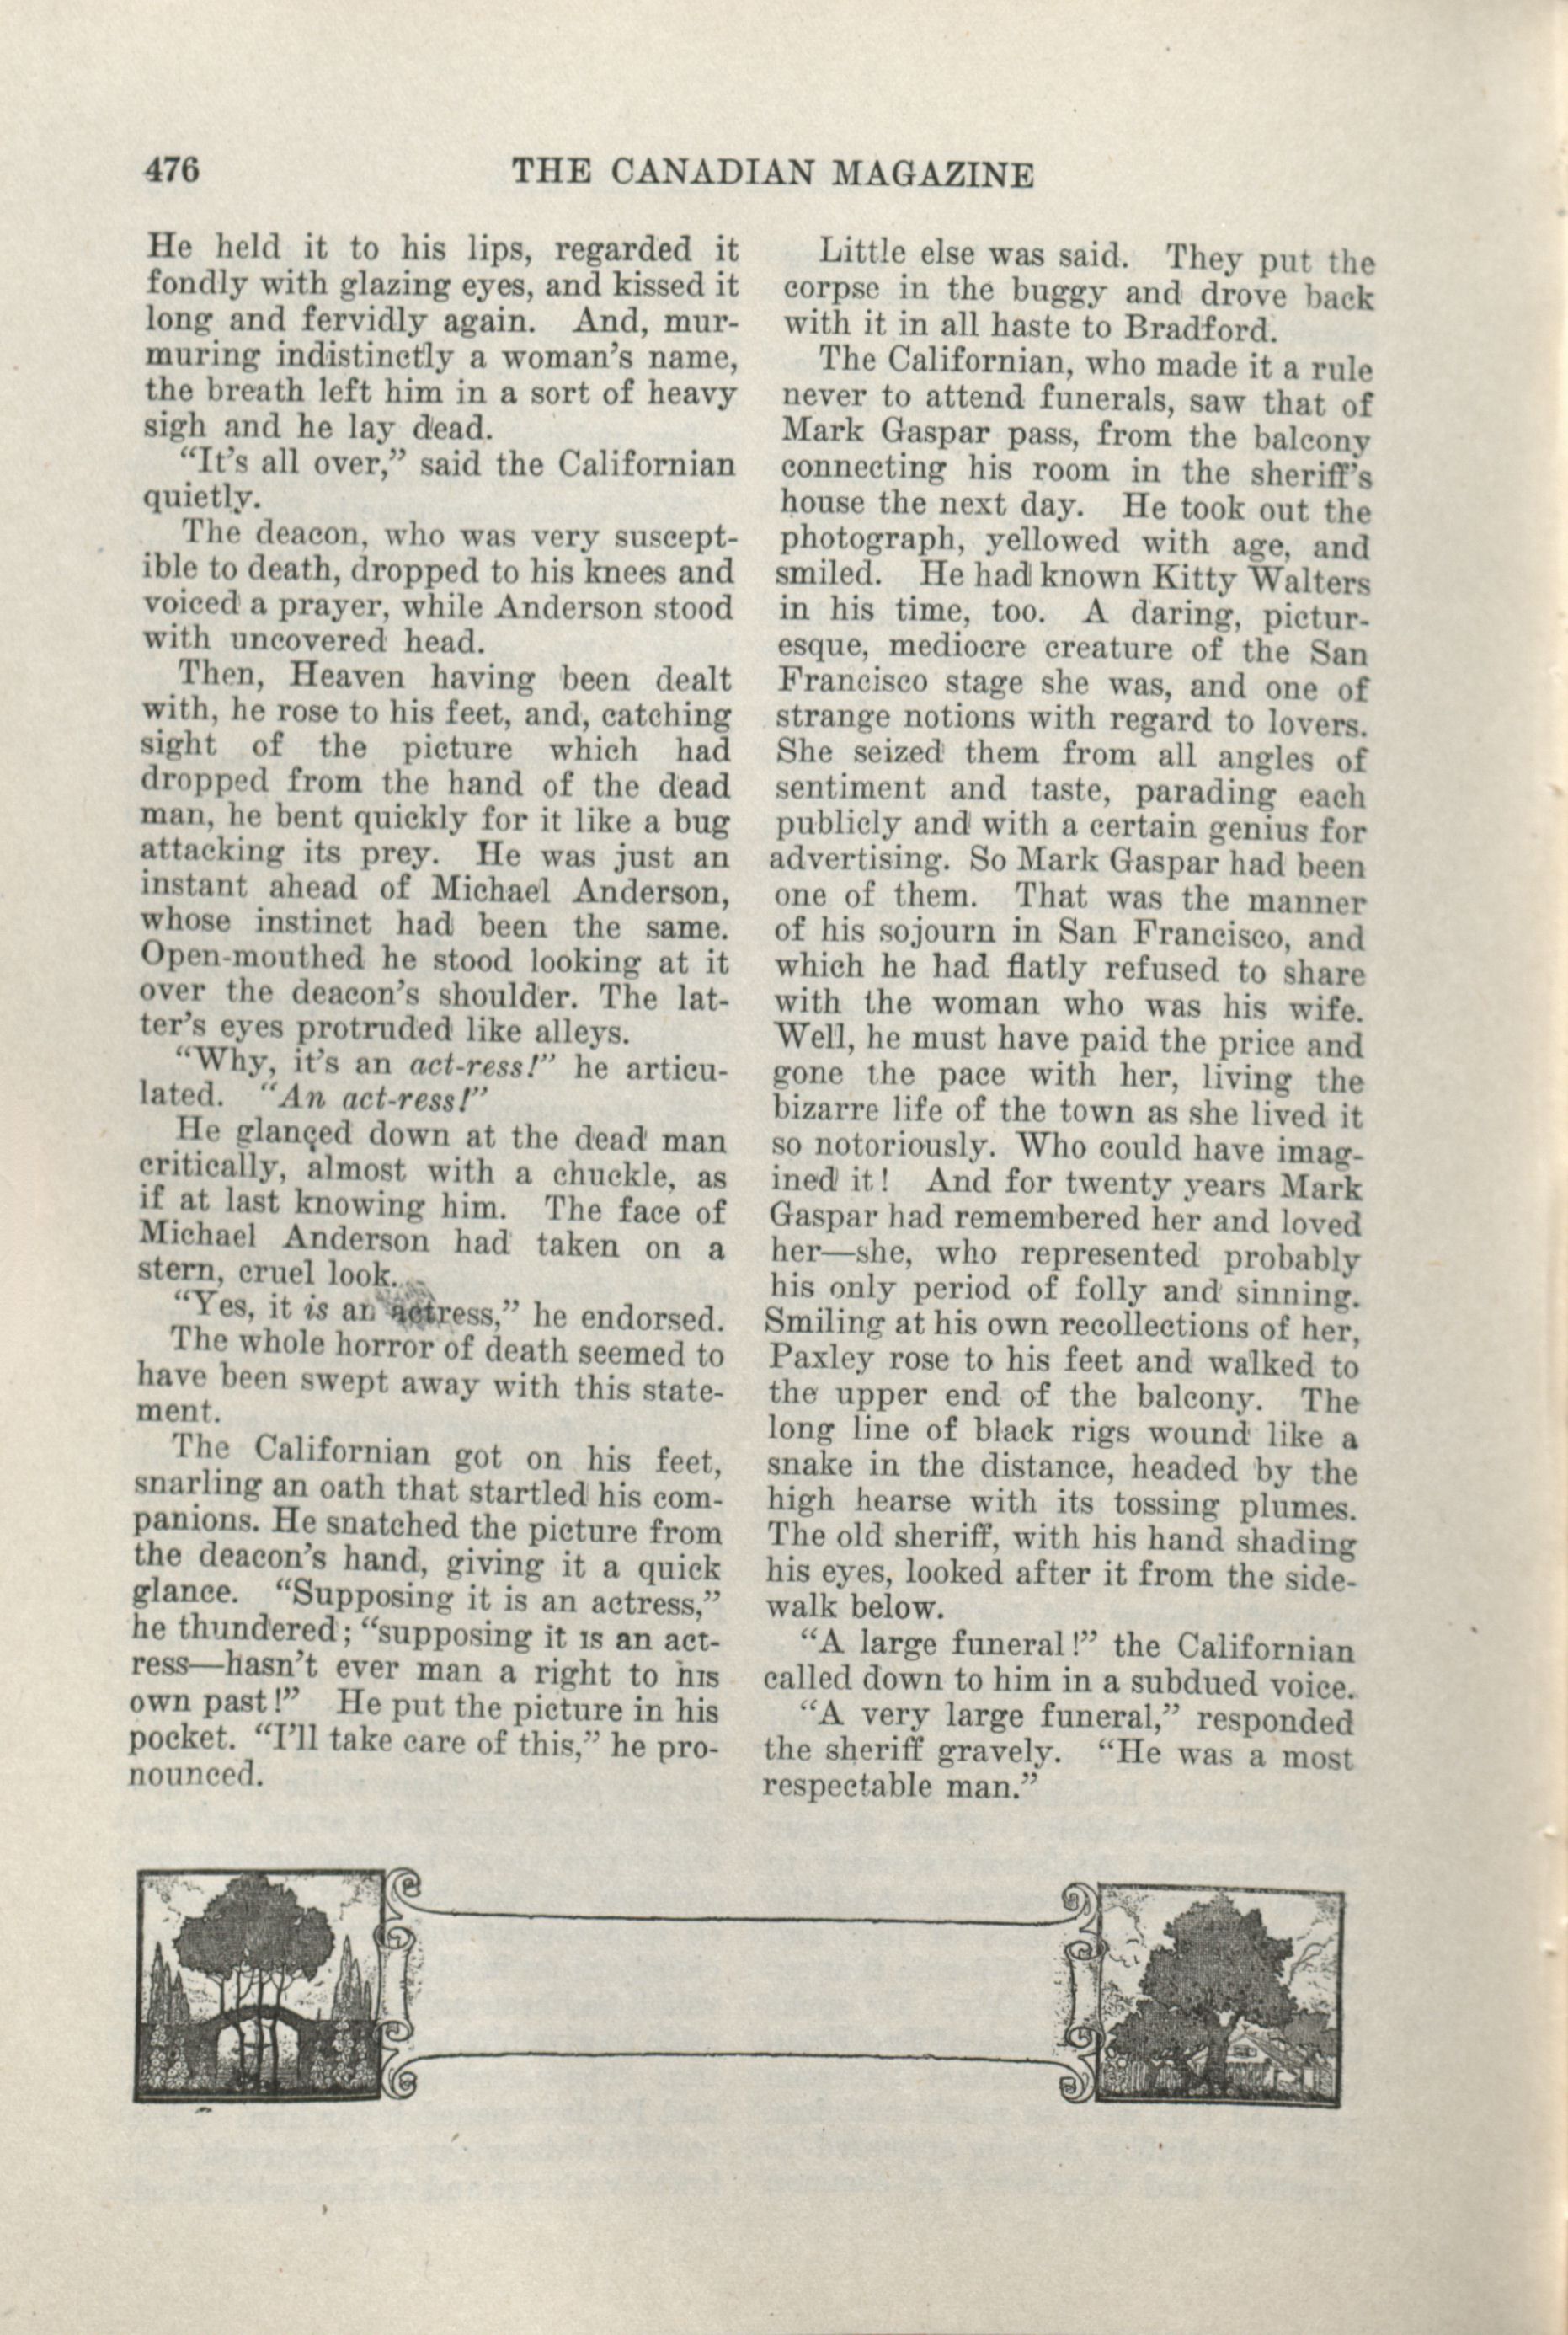 476
THE CANADIAN MAGAZINE
He held it to his lips, regarded it
fondly with glazing eyes, and kissed it
long and fervidly again. And, mur-
muring indistinctly a woman's name,
the breath left him in a sort of heavy
sigh and he lay dead.
"It's all over," said the Californian
quietly.
The deacon, who was very suscept-
ible to death, dropped to his knees and
voiced a prayer, while Anderson stood
with uncovered head.
Then, Heaven having been dealt
with, he rose to his feet, and, catching
sight of the picture which had
dropped from the hand of the dead
man, he bent quickly for it like a bug
attacking its prey. He was just an
instant ahead of Michael Anderson,
whose instinct had been the same.
Open-mouthed he stood looking at it
over the deacon's shoulder. The lat-
ter's eyes protruded like alleys.
"Why, it's an act-ress!" he articu-
lated. "An act-ress!"
He glanced down at the dead man
critically, almost with a chuckle, as
if at last knowing him. The face of
Michael Anderson had taken on a
stern, cruel look.
"Yes, it is an actress," he endorsed.
The whole horror of death seemed to
have been swept away with this state-
ment.
The Californian got on his feet,
snarling an oath that startled his com-
panions. He snatched the picture from
the deacon's hand, giving it a quick
glance. "Supposing it is an actress,"
he thundered; "supposing it is an act-
ress—hasn't ever man a right to his
own past!" He put the picture in his
pocket. "I'll take care of this," he pro-
nounced.
Little else was said. They put the
corpse in the buggy and drove back
with it in all haste to Bradford.
The Californian, who made it a rule
never to attend funerals, saw that of
Mark Gaspar pass, from the balcony
connecting his room in the sheriff's
house the next day. He took out the
photograph, yellowed with age, and
smiled. He had known Kitty Walters
in his time, too. A daring, pictur-
esque, mediocre creature of the San
Francisco stage she was, and one of
strange notions with regard to lovers.
She seized them from all angles of
sentiment and taste, parading each
publicly and with a certain genius for
advertising. So Mark Gaspar had been
one of them. That was the manner
of his sojourn in San Francisco, and
which he had flatly refused to share
with the woman who was his wife.
Well, he must have paid the price and
gone the pace with her, living the
bizarre life of the town as she lived it
so notoriously. Who could have imag-
ined it! And for twenty years Mark
Gaspar had remembered her and loved
her—she, who represented probably
his only period of folly and sinning.
Smiling at his own recollections of her,
Paxley rose to his feet and walked to
the upper end of the balcony. The
long line of black rigs wound like a
snake in the distance, headed by the
high hearse with its tossing plumes.
The old sheriff, with his hand shading
his eyes, looked after it from the side-
walk below.
"A large funeral!" the Californian
called down to him in a subdued voice.
"A very large funeral," responded
the sheriff gravely. "He was a most
respectable man."